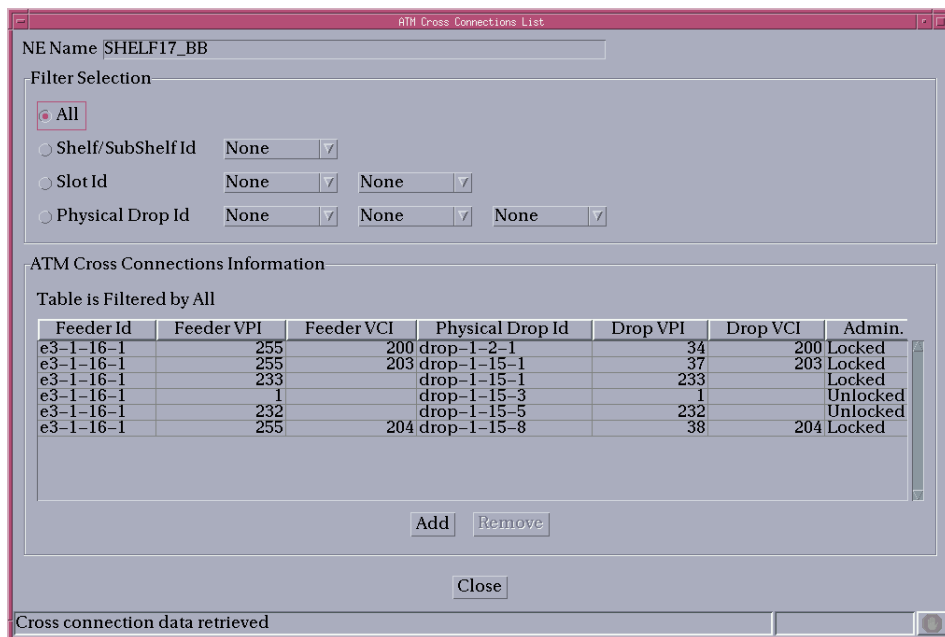 ATM Cross Connections List
NE Name SHELF17_BB
Filter Selection
All
Shelf/SubShelf Id None
Slot Id None None
Physical Drop Id None None None
ATM Cross Connections Information
Table is Filtered by All
Feeder Id Feeder VPI Feeder VCI Physical Drop Id Drop VPI Drop VCI Admin.
e3-1-16-1 255 200 drop-1-2-1 34 200 Locked
e3-1-16-1 255 203 drop-1-15-1 37 203 Locked
e3-1-16-1 233 drop-1-15-1 233 Locked
e3-1-16-1 1 drop-1-15-3 1 Unlocked
e3-1-16-1 232 drop-1-15-5 232 Unlocked
e3-1-16-1 255 204 drop-1-15-8 38 204 Locked
Add Remove
Close
Cross connection data retrieved